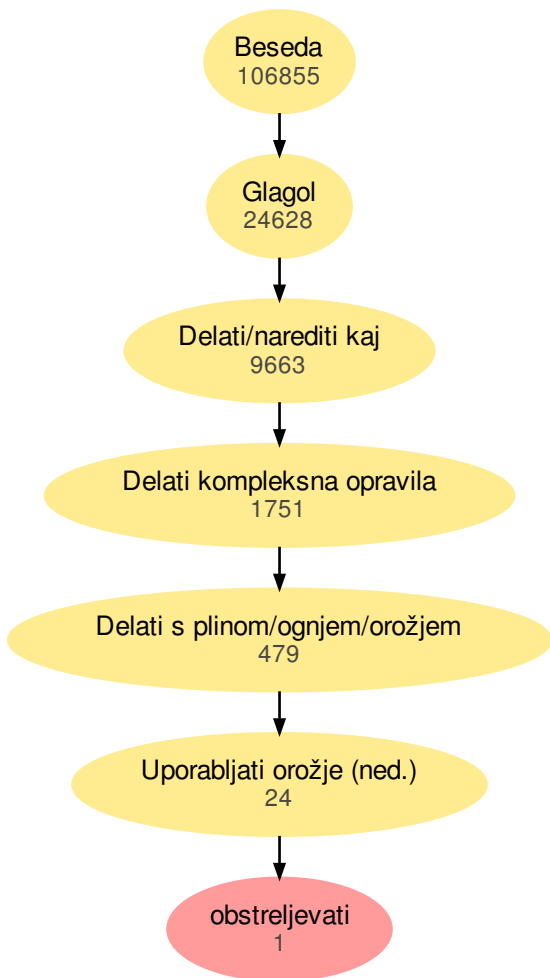 Beseda
106855
Glagol
24628
Delati/narediti kaj
9663
Delati kompleksna opravila
1751
Delati s plinom/ognjem/orožjem
479
Uporabljati orožje (ned.)
24
obstreljevati
1